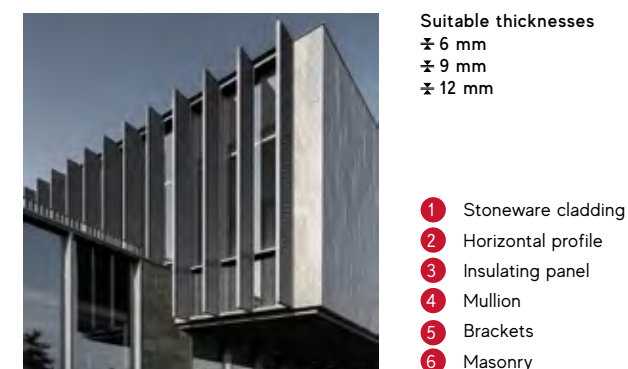 Suitable thicknesses
6 mm
9 mm
12 mm
1 Stoneware cladding
2 Horizontal profile
3 Insulating panel
4 Mullion
5 Brackets
6 Masonry